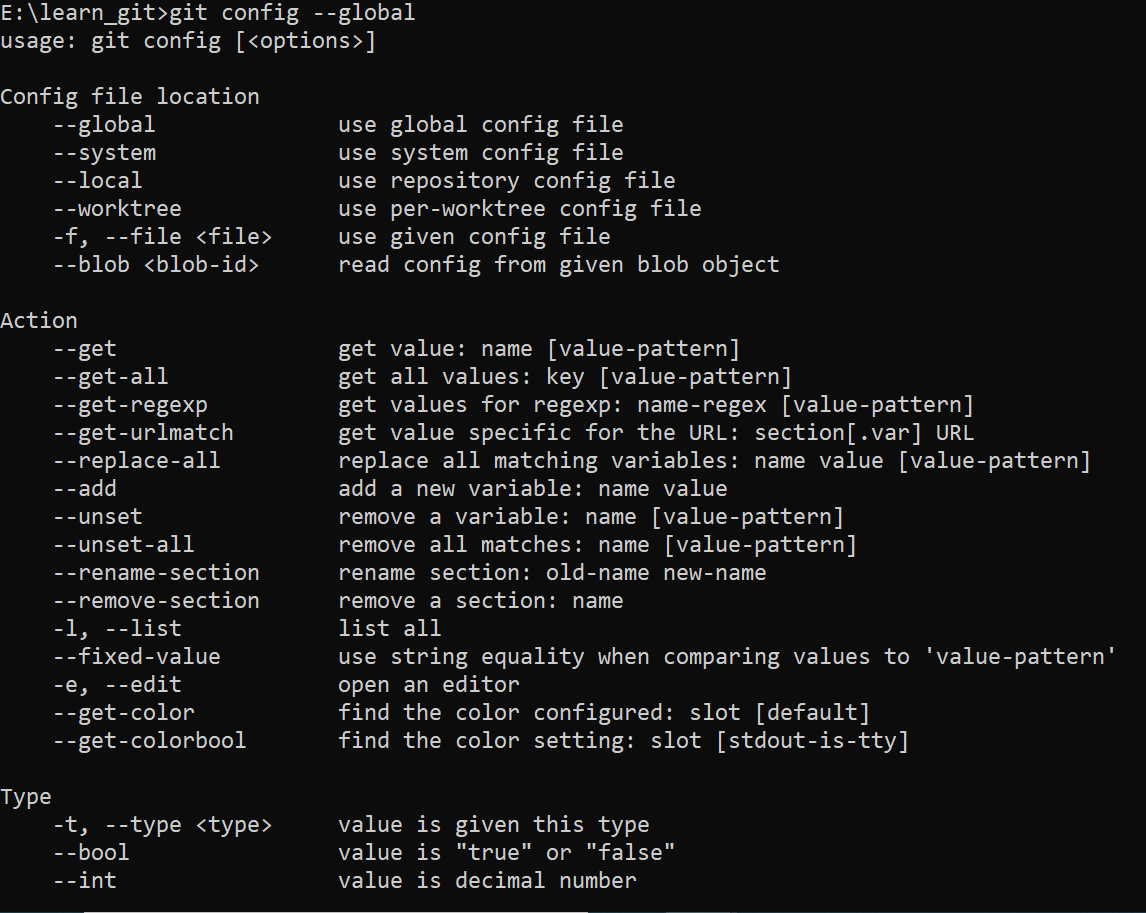 E:\learn_git>git config --global
usage: git config [<options>]
Config file location
--global use global config file
--system use system config file
--local use repository config file
--worktree use per-worktree config file
-f, --file <file> use given config file
--blob <blob-id> read config from given blob object
Action
--get get value: name [value-pattern]
--get-all get all values: key [value-pattern]
--get-regexp get values for regexp: name-regex [value-pattern]
--get-urlmatch get value specific for the URL: section[.var] URL
--replace-all replace all matching variables: name value [value-pattern]
--add add a new variable: name value
--unset remove a variable: name [value-pattern]
--unset-all remove all matches: name [value-pattern]
--rename-section rename section: old-name new-name
--remove-section remove a section: name
-l, --list list all
--fixed-value use string equality when comparing values to 'value-pattern'
-e, --edit open an editor
--get-color find the color configured: slot [default]
--get-colorbool find the color setting: slot [stdout-is-tty]
Type
-t, --type <type> value is given this type
--bool value is "true" or "false"
--int value is decimal number